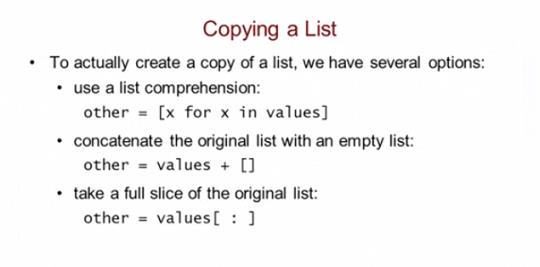 Copying a List
• To actually create a copy of a list, we have several options:
• use a list comprehension:
other = [x for x in values]
• concatenate the original list with an empty list:
other = values + []
• take a full slice of the original list:
other = values[ : ]